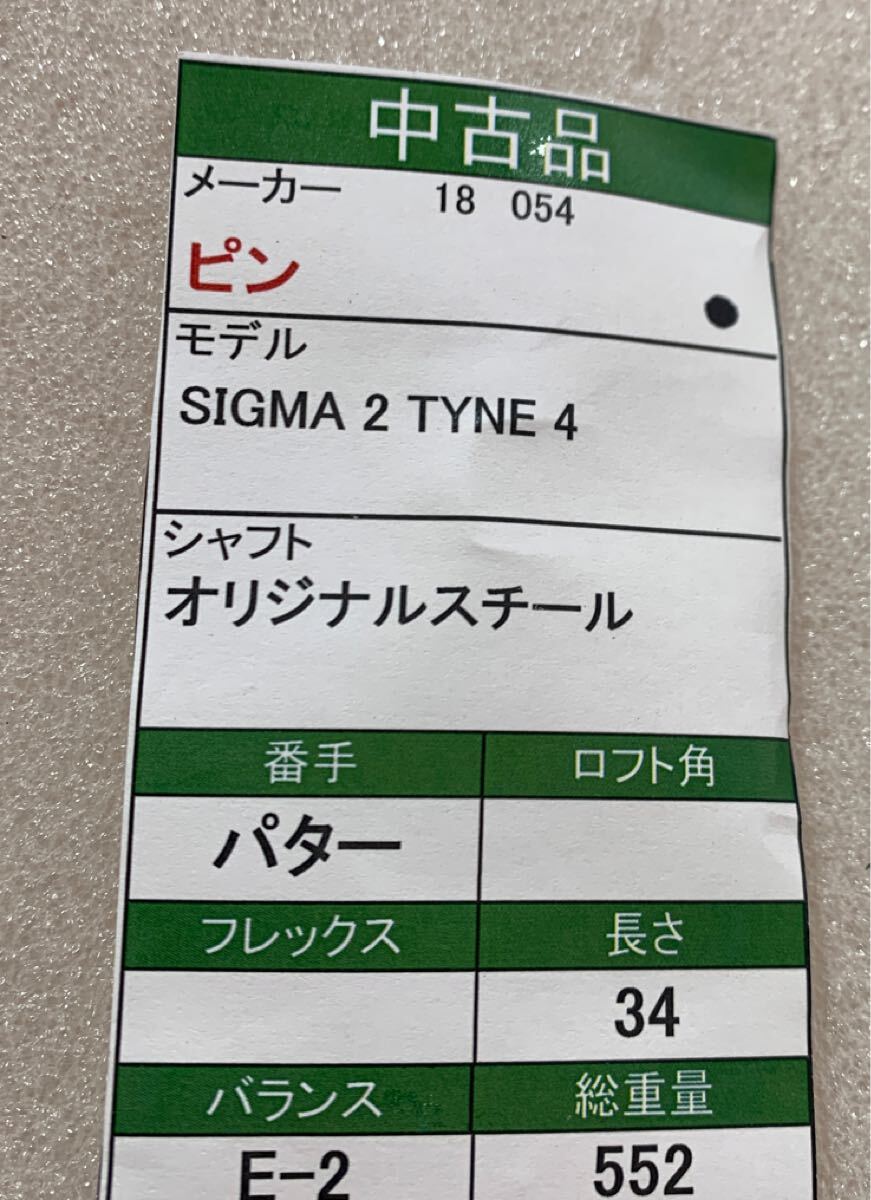 中古品
メーカー 18 054
ピン
モデル
SIGMA 2 TYNE 4
シャフト
オリジナルスチール
番手 ロフト角
パター
フレックス 長さ
34
バランス 総重量
E-2 552